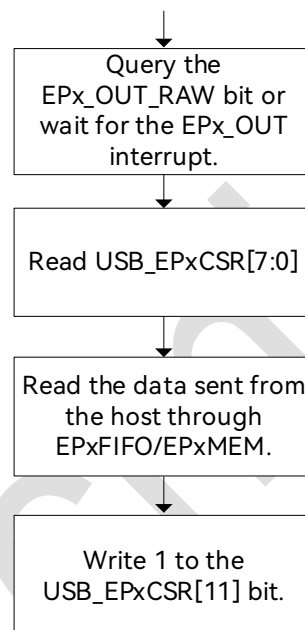 Query the
EPx_OUT_RAW bit or
wait for the EPx_OUT
interrupt.
Read USB_EPxCSR[7:0]
Read the data sent from
the host through
EPxFIFO/EPxMEM.
Write 1 to the
USB_EPxCSR[11] bit.